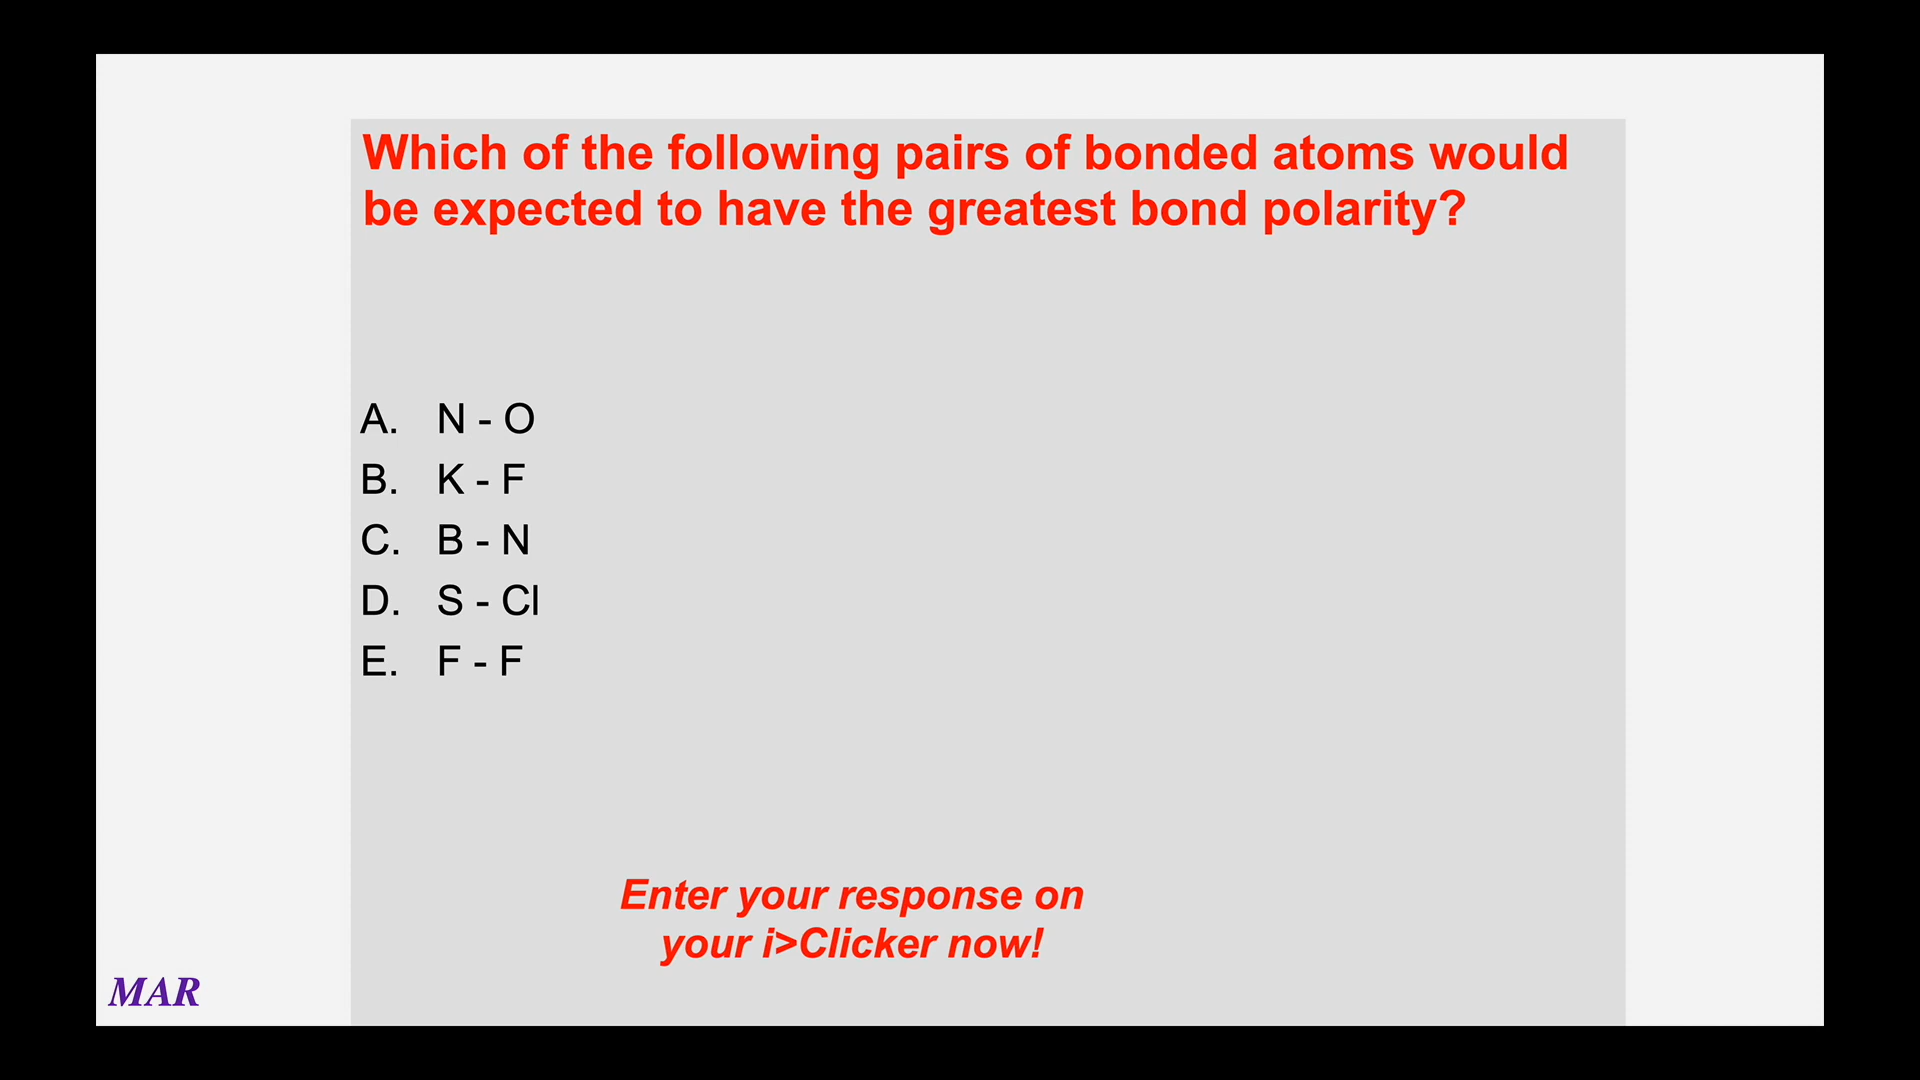 Which of the following pairs of bonded atoms would
be expected to have the greatest bond polarity?
A. N - O
B. K - F
C. B - N
D. S - Cl
E. F - F
Enter your response on
your i>Clicker now!
MAR